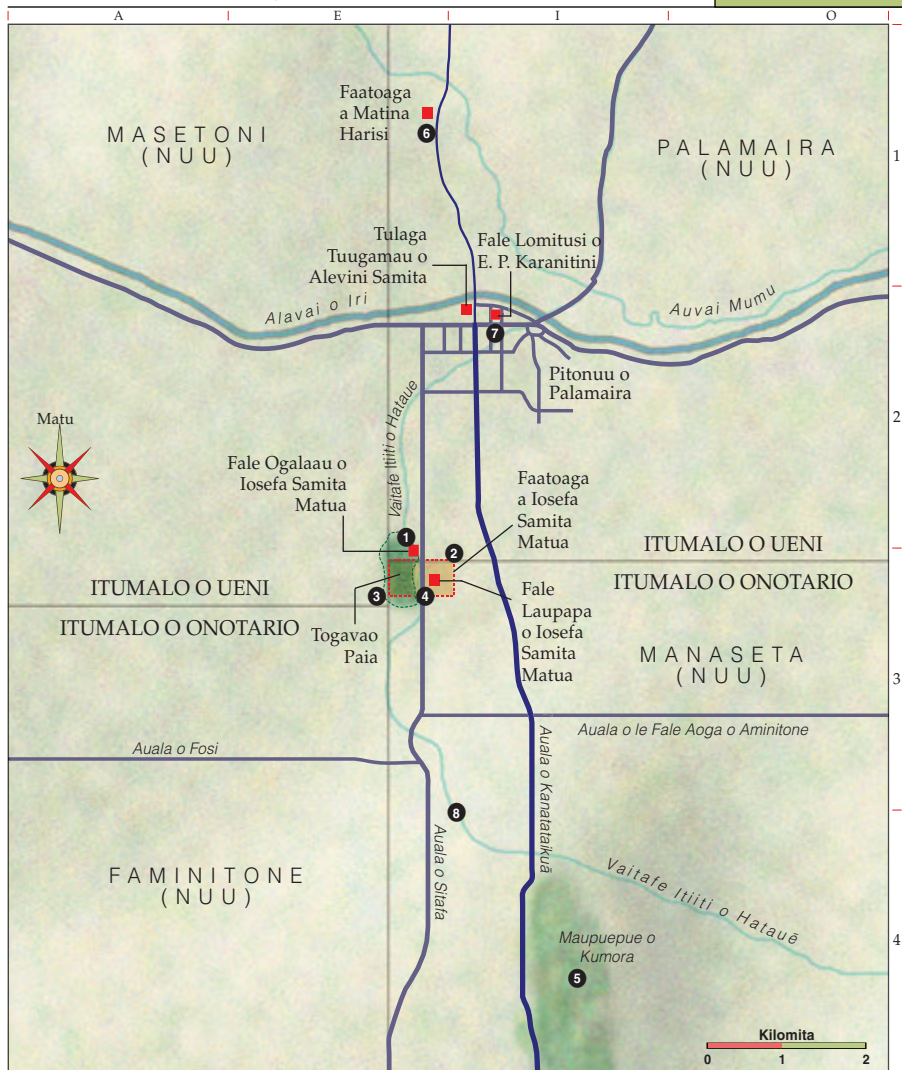 A E I O
Faatoaga
a Matina
Harisi
6
MASETONI
(NUU)
PALAMAIRA
(NUU)
1
Tulaga
Tuugamau o
Alevini Samita
Fale Lomitusi o
E. P. Karanitini
Alavai o Iri
Auvai Mumu
7
Pitonuu o
Palamaira
2
Matu
Vaitafe Itiiti o Hataue
Fale Ogalaau o
Iosefa Samita
Matua
Faatoaga
a Iosefa
Samita
Matua
1
2
ITUMALO O UENI
ITUMALO O ONOTARIO
ITUMALO O UENI
ITUMALO O ONOTARIO
3
4
Togavao
Paia
Fale
Laupapa
o Iosefa
Samita
Matua
MANASETA
(NUU)
3
Auala o Fosi
Auala o le Fale Aoga o Aminitone
Auala o Kanatataikuā
8
Auala o Sitafa
FAMINITONE
(NUU)
Vaitafe Itiiti o Hatauē
4
Maupuepue o
Kumora
5
Kilomita
0 1 2